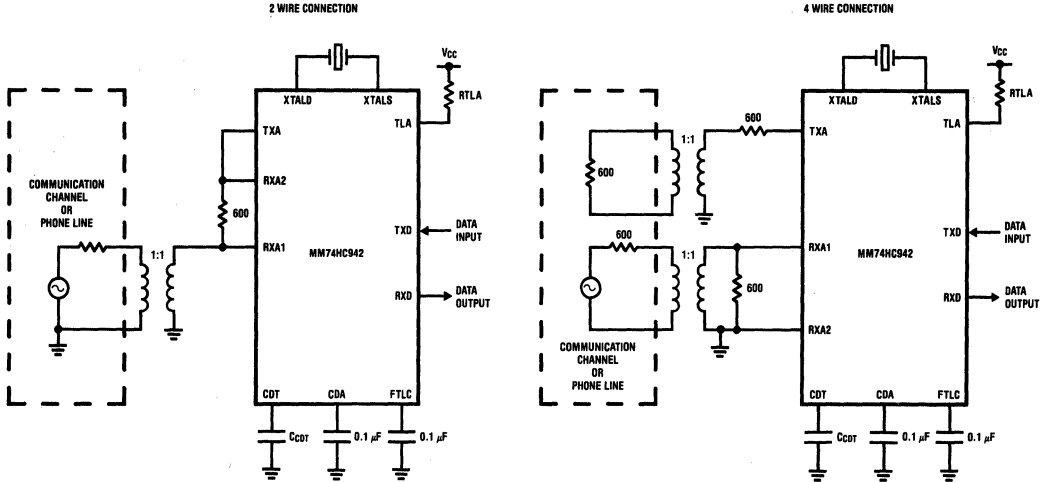 2 WIRE CONNECTION
XTALD
XTALS
VCC
RTLA
TLA
TXA
RXA2
600
RXA1
1:1
COMMUNICATION
CHANNEL
OR
PHONE LINE
MM74HC942
TXD
DATA
INPUT
RXD
DATA
OUTPUT
CDT
CDA
FTLC
CCDT
0.1 µF
0.1 µF
4 WIRE CONNECTION
XTALD
XTALS
VCC
RTLA
TLA
600
TXA
1:1
600
600
1:1
RXA1
600
RXA2
COMMUNICATION
CHANNEL
OR
PHONE LINE
MM74HC942
TXD
DATA
INPUT
RXD
DATA
OUTPUT
CDT
CDA
FTLC
CCDT
0.1 µF
0.1 µF